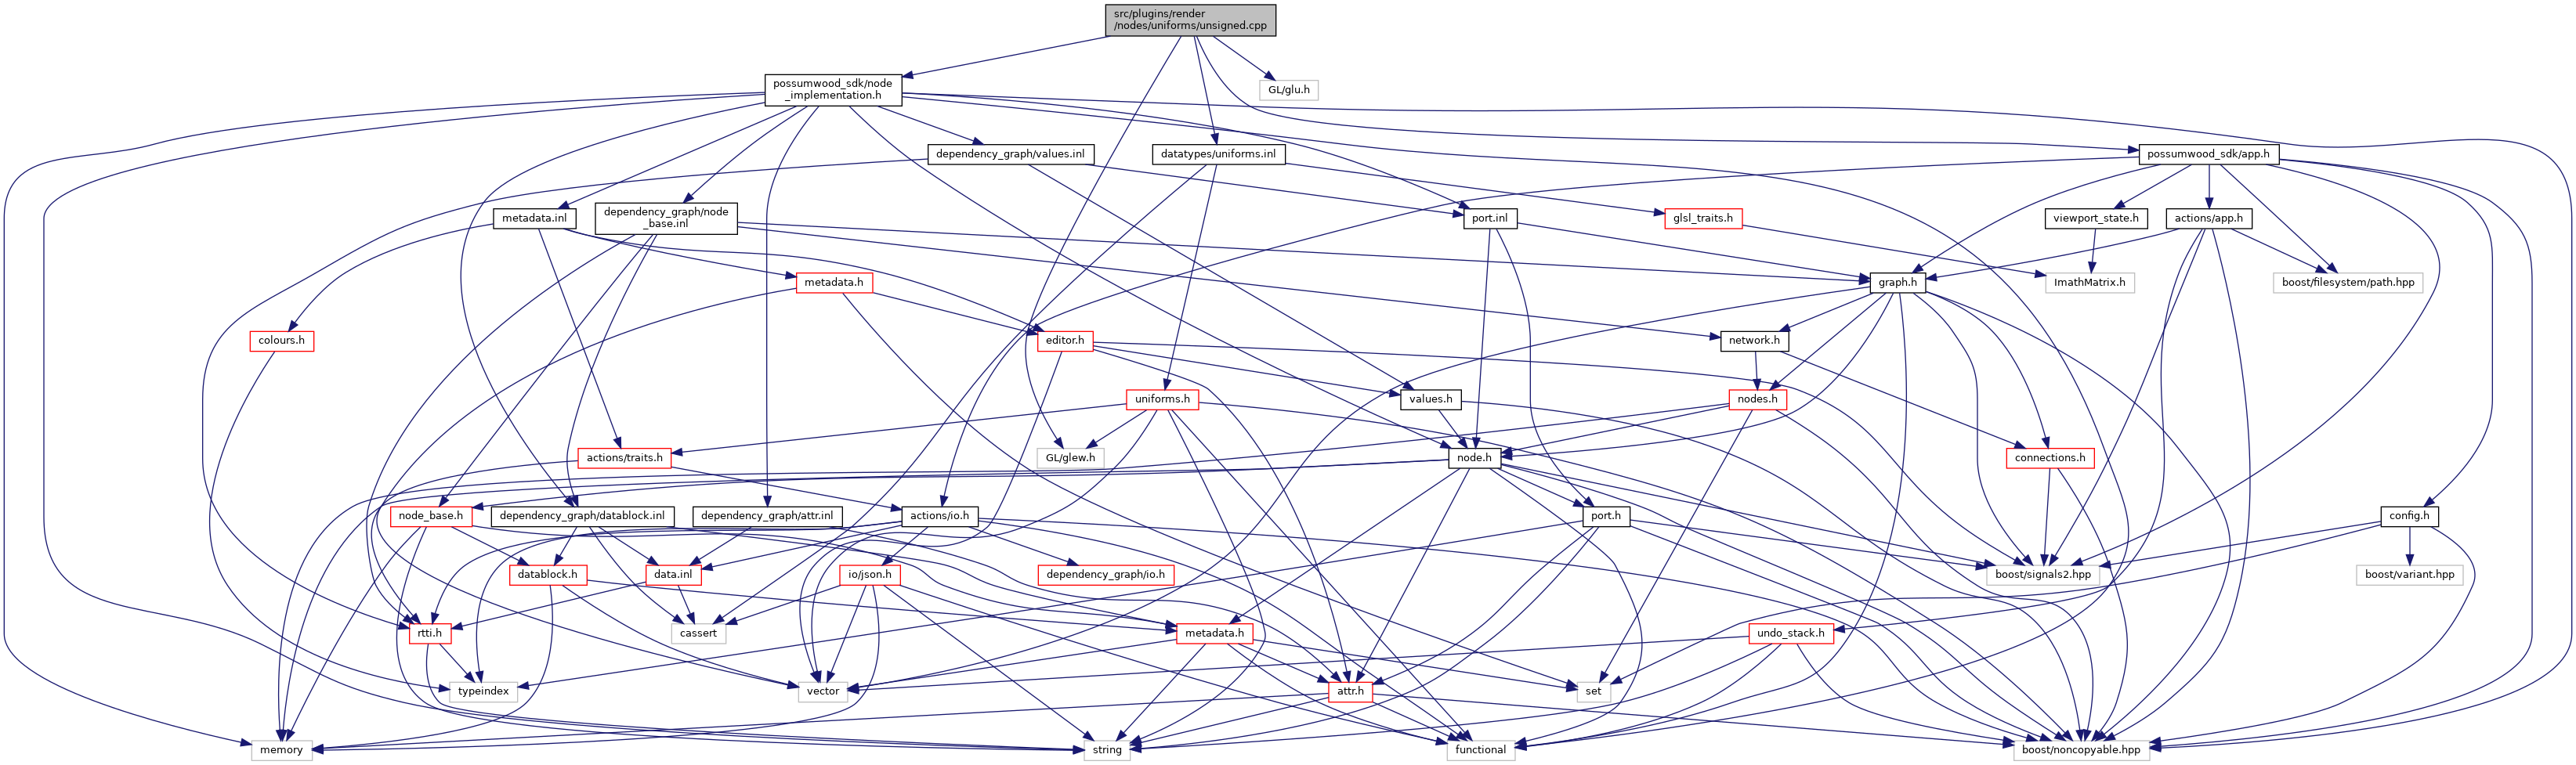 src/plugins/render
/nodes/uniforms/unsigned.cpp
possumwood_sdk/node
_implementation.h
GL/glu.h
dependency_graph/values.inl
datatypes/uniforms.inl
possumwood_sdk/app.h
metadata.inl
dependency_graph/node
_base.inl
port.inl
glsl_traits.h
viewport_state.h
actions/app.h
metadata.h
graph.h
ImathMatrix.h
boost/filesystem/path.hpp
colours.h
editor.h
network.h
uniforms.h
values.h
nodes.h
actions/traits.h
GL/glew.h
node.h
connections.h
node_base.h
dependency_graph/datablock.inl
dependency_graph/attr.inl
actions/io.h
port.h
config.h
datablock.h
data.inl
io/json.h
dependency_graph/io.h
boost/signals2.hpp
boost/variant.hpp
rtti.h
cassert
metadata.h
undo_stack.h
typeindex
vector
attr.h
set
memory
string
functional
boost/noncopyable.hpp